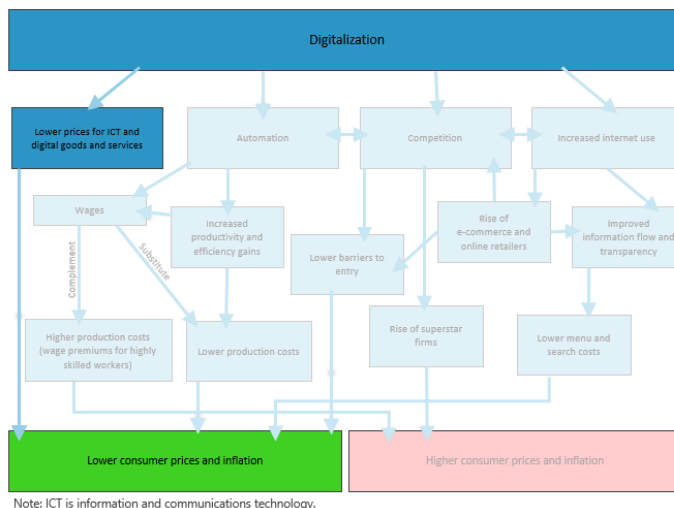 Digitalization
Lower prices for ICT and
digital goods and services
Automation
Competition
Increased internet use
Wages
Increased
productivity and
efficiency gains
Rise of
e-commerce and
online retailers
Improved
information flow and
transparency
Lower barriers to
entry
Complement
Substitute
Higher production costs
(wage premiums for highly
skilled workers)
Lower production costs
Rise of superstar
firms
Lower menu and
search costs
Lower consumer prices and inflation
Higher consumer prices and inflation
Note: ICT is information and communications technology.